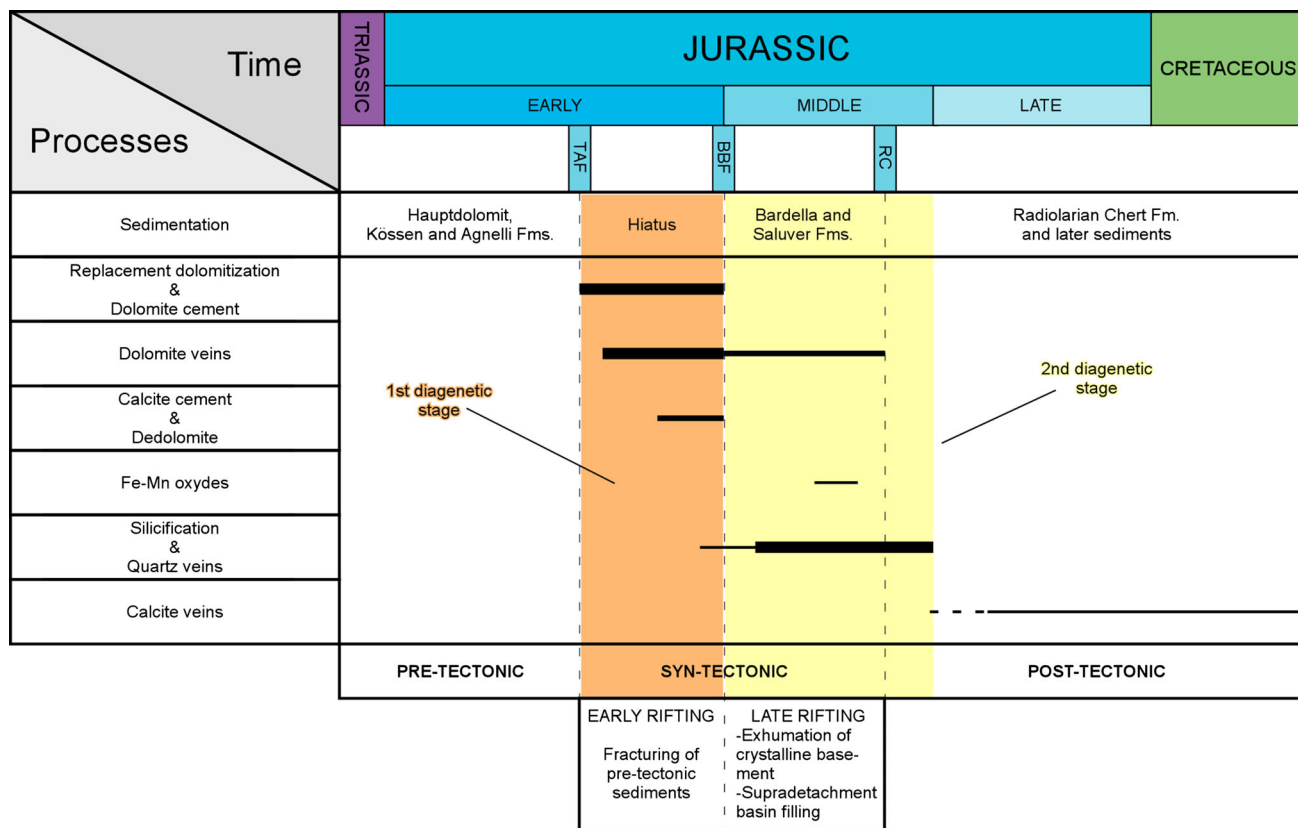 Time
Processes
TRIASSIC
JURASSIC
CRETACEOUS
EARLY
MIDDLE
LATE
TAF
BBF
RC
Sedimentation
Hauptdolomit,
Kössen and Agnelli Fms.
Hiatus
Bardella and
Saluver Fms.
Radiolarian Chert Fm.
and later sediments
Replacement dolomitization
&
Dolomite cement
Dolomite veins
1st diagenetic
stage
2nd diagenetic
stage
Calcite cement
&
Dedolomite
Fe-Mn oxydes
Silicification
&
Quartz veins
Calcite veins
PRE-TECTONIC
SYN-TECTONIC
POST-TECTONIC
EARLY RIFTING
Fracturing of
pre-tectonic
sediments
LATE RIFTING
-Exhumation of
crystalline base-
ment
-Supradetachment
basin filling